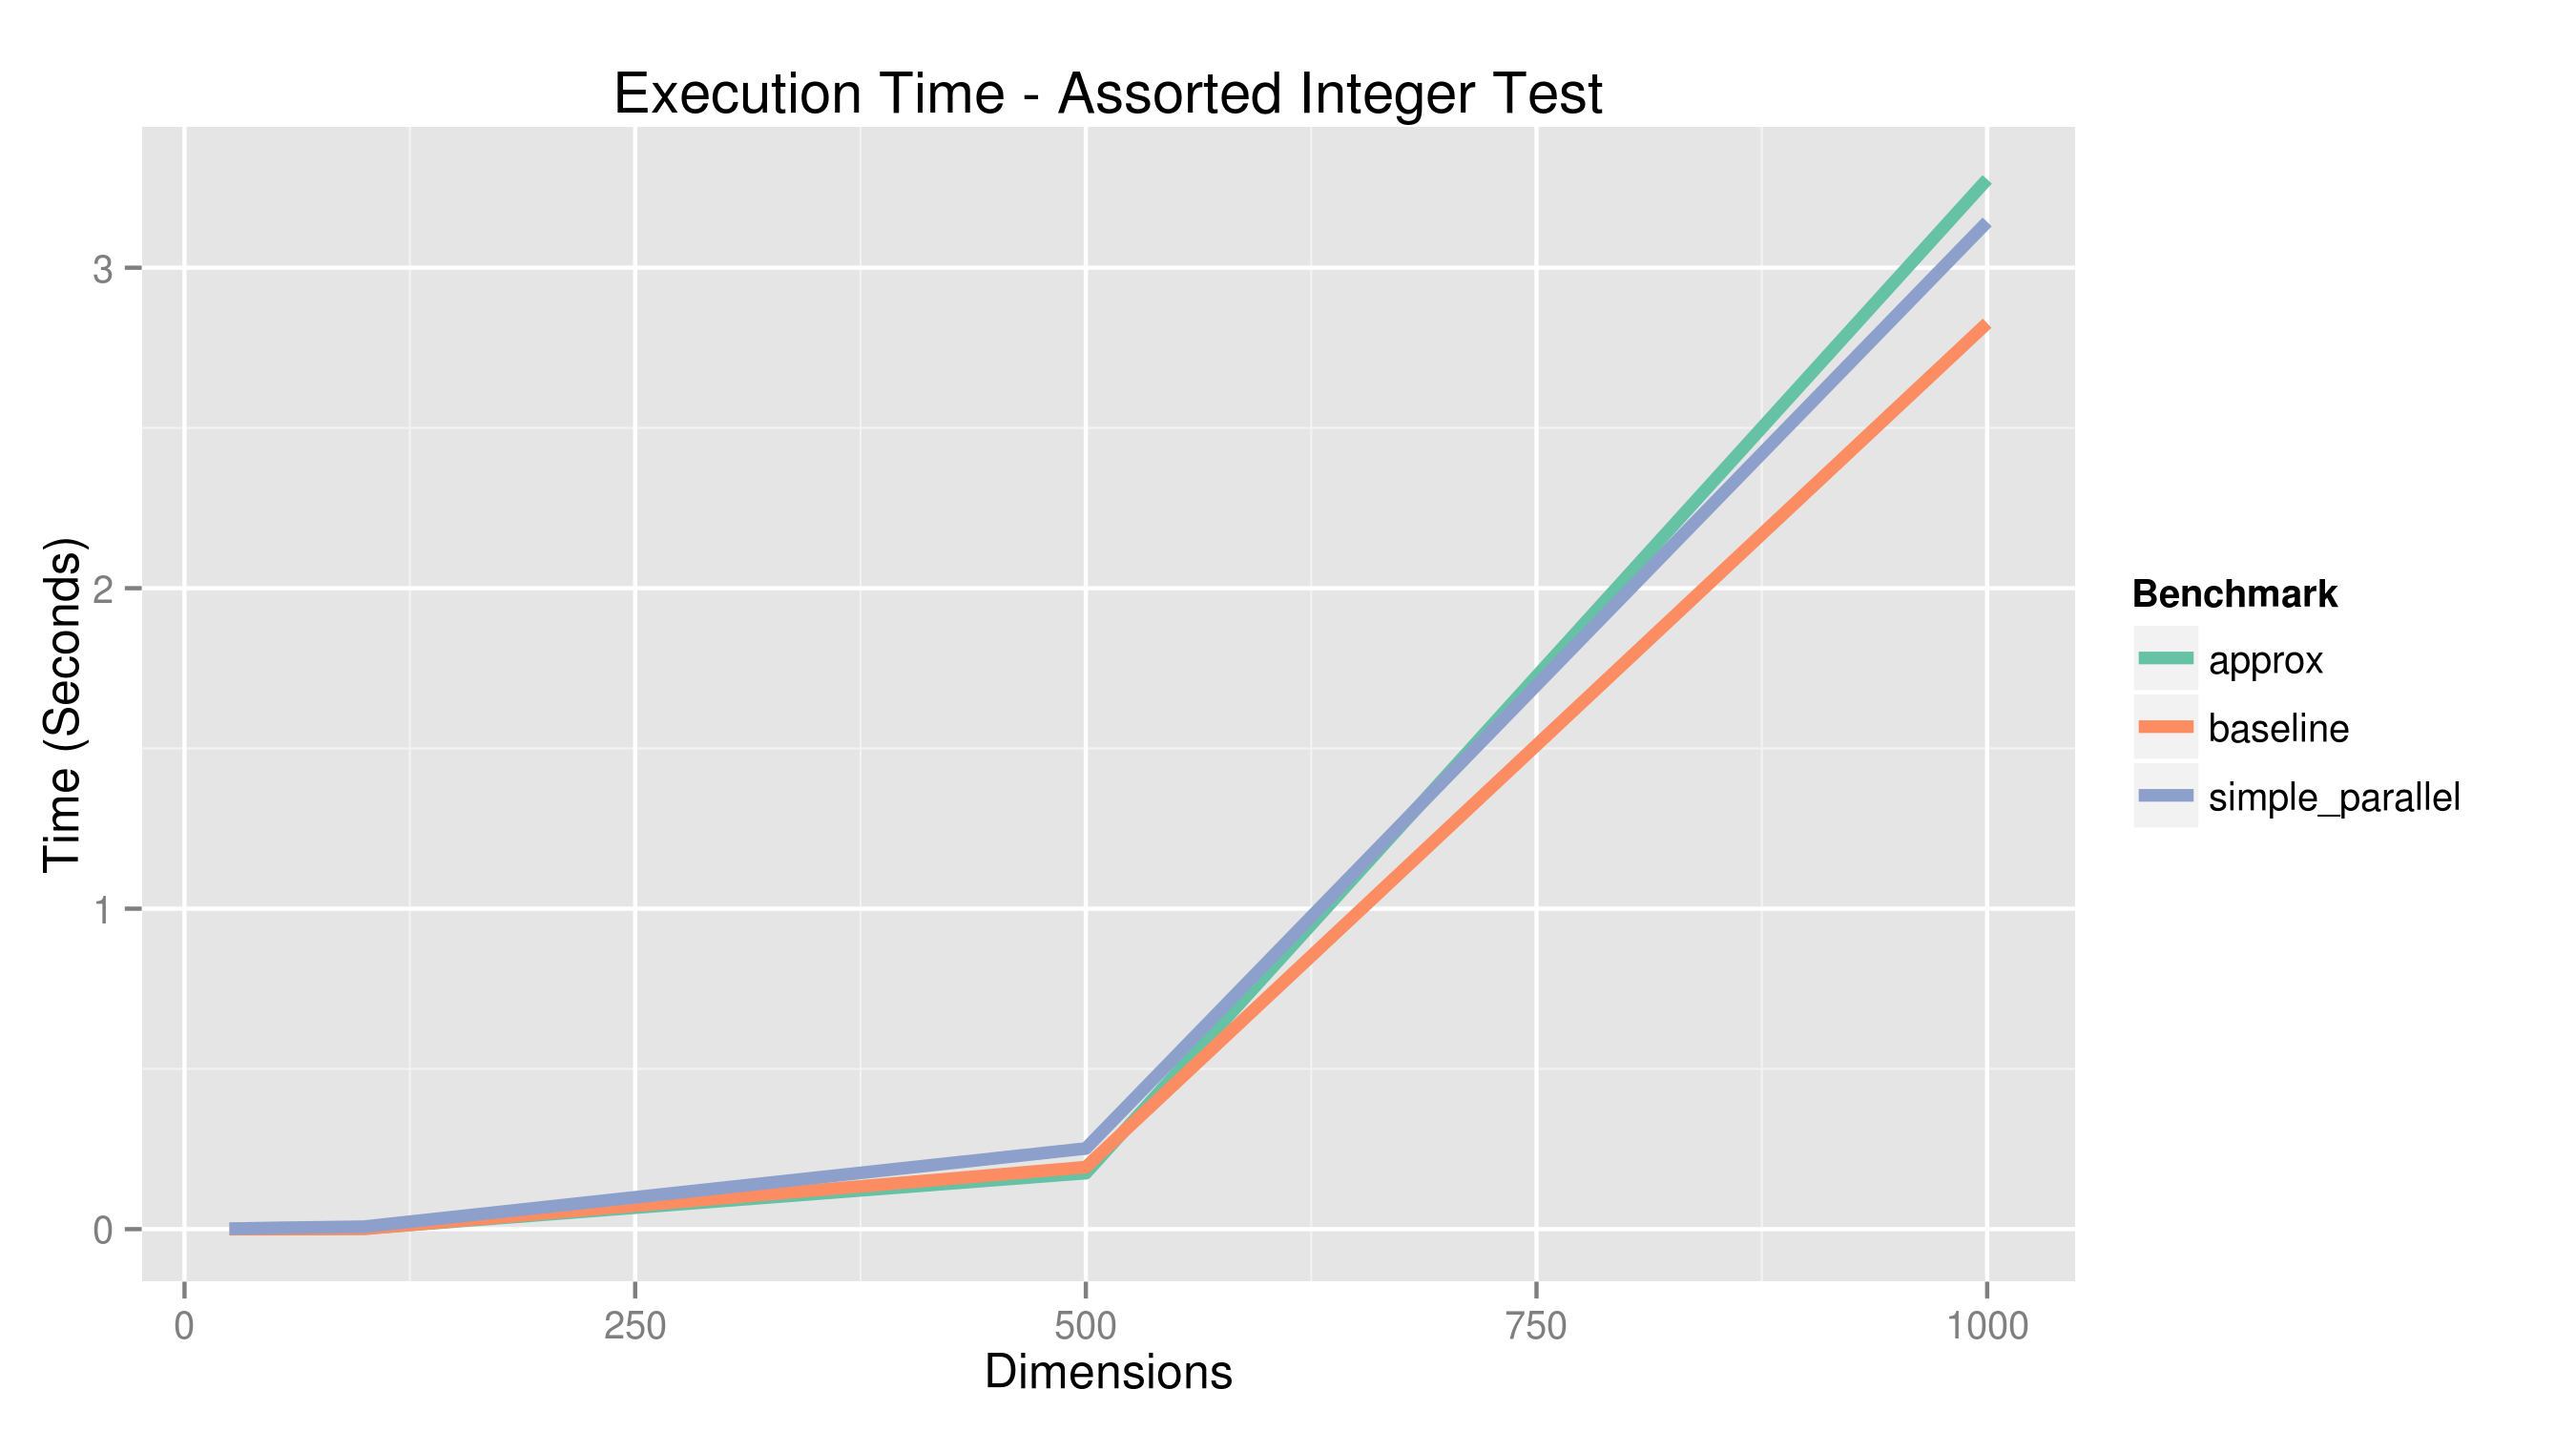 Execution Time - Assorted Integer Test
Time (Seconds)
3
2
1
0
0 250 500 750 1000
Dimensions
Benchmark
approx
baseline
simple_parallel